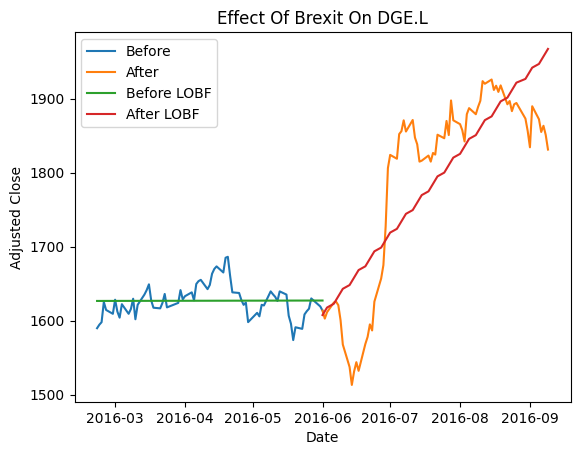 Effect Of Brexit On DGE.L
Before
After
Before LOBF
After LOBF
Adjusted Close
1900
1800
1700
1600
1500
2016-03 2016-04 2016-05 2016-06 2016-07 2016-08 2016-09
Date